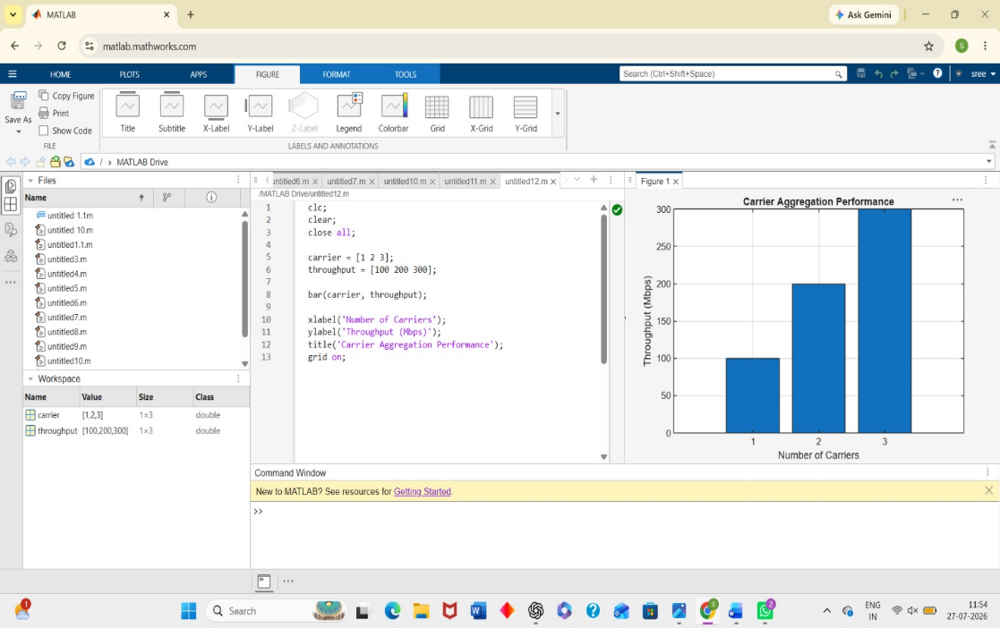 MATLAB
Ask Gemini
matlab.mathworks.com
S
HOME PLOTS APPS FIGURE FORMAT TOOLS
Search (Ctrl+Shift+Space)
sree
Save As
Copy Figure
Print
Show Code
FILE
Title Subtitle X-Label Y-Label Z-Label Legend Colorbar Grid X-Grid Y-Grid
LABELS AND ANNOTATIONS
/ › MATLAB Drive
Files
Name
untitled 1.1m
untitled 10.m
untitled1.1.m
untitled3.m
untitled4.m
untitled5.m
untitled6.m
untitled7.m
untitled8.m
untitled9.m
untitled10.m
Workspace
Name Value Size Class
carrier [1,2,3] 1×3 double
throughput [100,200,300] 1×3 double
ntitled6.m untitled7.m untitled10.m untitled11.m untitled12.m
/MATLAB Drive/untitled12.m
1 clc;
2 clear;
3 close all;
4
5 carrier = [1 2 3];
6 throughput = [100 200 300];
7
8 bar(carrier, throughput);
9
10 xlabel('Number of Carriers');
11 ylabel('Throughput (Mbps)');
12 title('Carrier Aggregation Performance');
13 grid on;
Figure 1
Carrier Aggregation Performance
Throughput (Mbps)
300
250
200
150
100
50
0
1 2 3
Number of Carriers
Command Window
New to MATLAB? See resources for Getting Started.
>>
1
Search
2
ENG
IN
11:54
27-07-2026